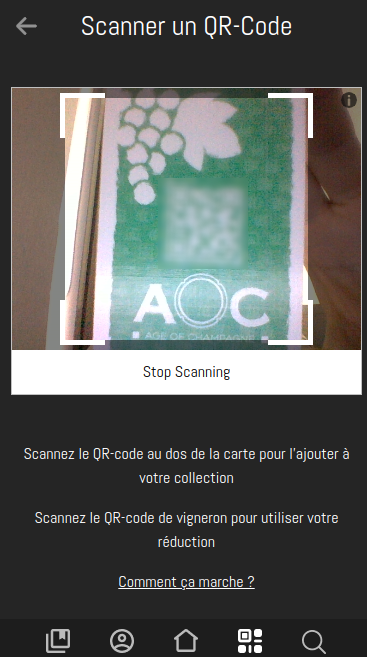 Scanner un QR-Code
AOC
AGE OF CHAMPAGNE
Stop Scanning
Scannez le QR-code au dos de la carte pour l'ajouter à
votre collection
Scannez le QR-code de vigneron pour utiliser votre
réduction
Comment ça marche ?